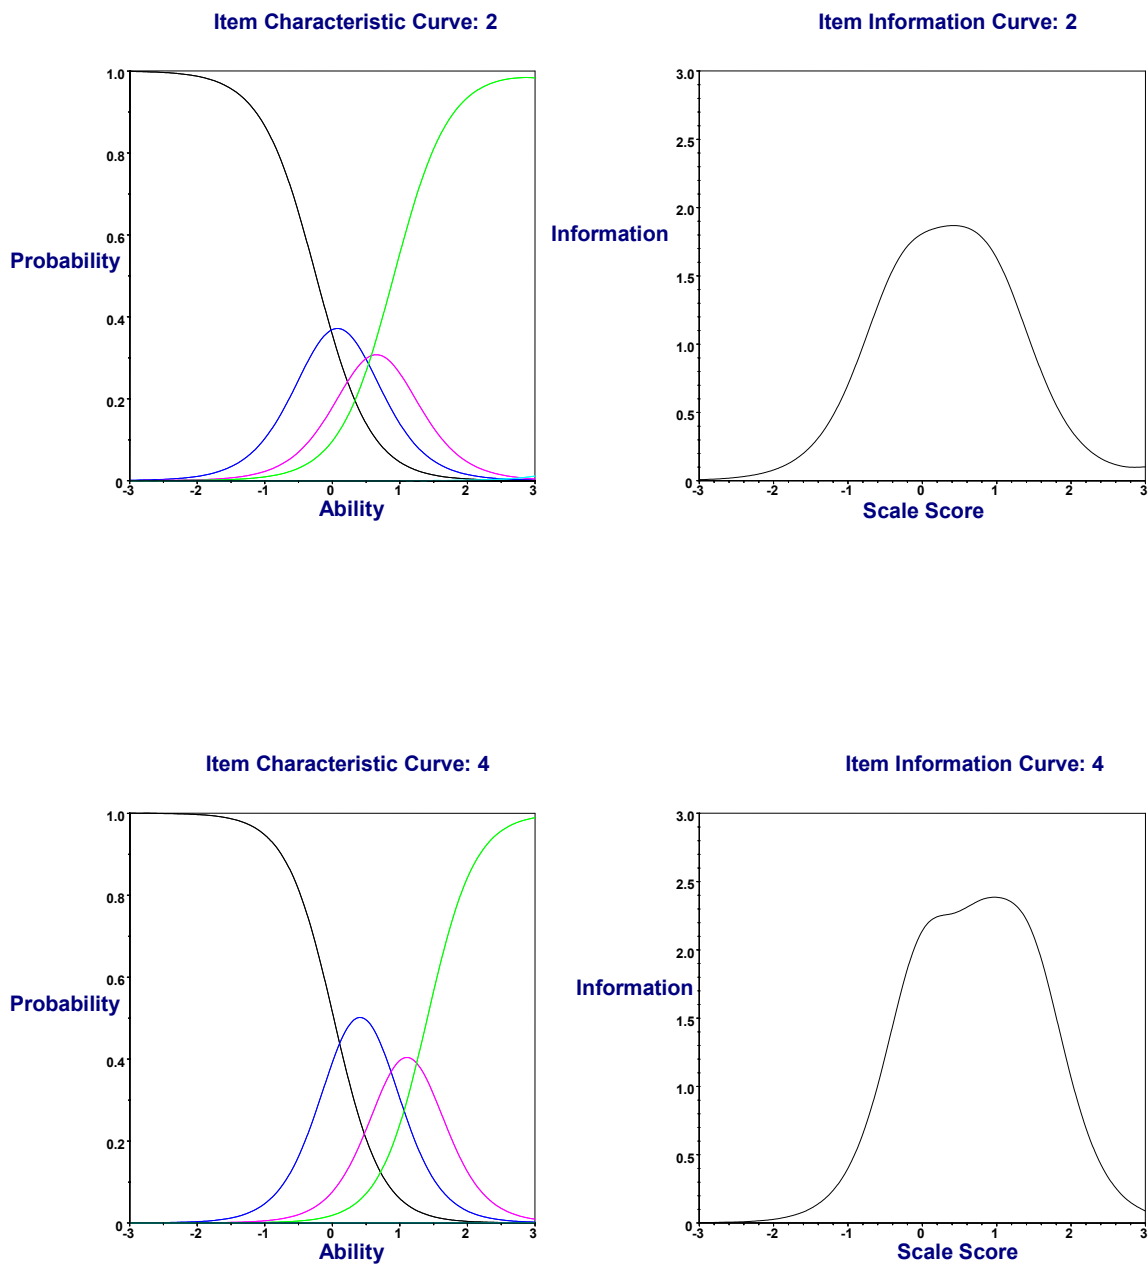 Item Characteristic Curve: 2
Item Information Curve: 2
1.0
0.8
0.6
0.4
0.2
0
Probability
-3 2 -1 0 1 2 3
Ability
3.0
2.5
2.0
1.5
1.0
0.5
0
Information
-3 2 -1 0 1 2 3
Scale Score
Item Characteristic Curve: 4
Item Information Curve: 4
1.0
0.8
0.6
0.4
0.2
0
Probability
-3 2 -1 0 1 2 3
Ability
3.0
2.5
2.0
1.5
1.0
0.5
0
Information
-3 2 -1 0 1 2 3
Scale Score